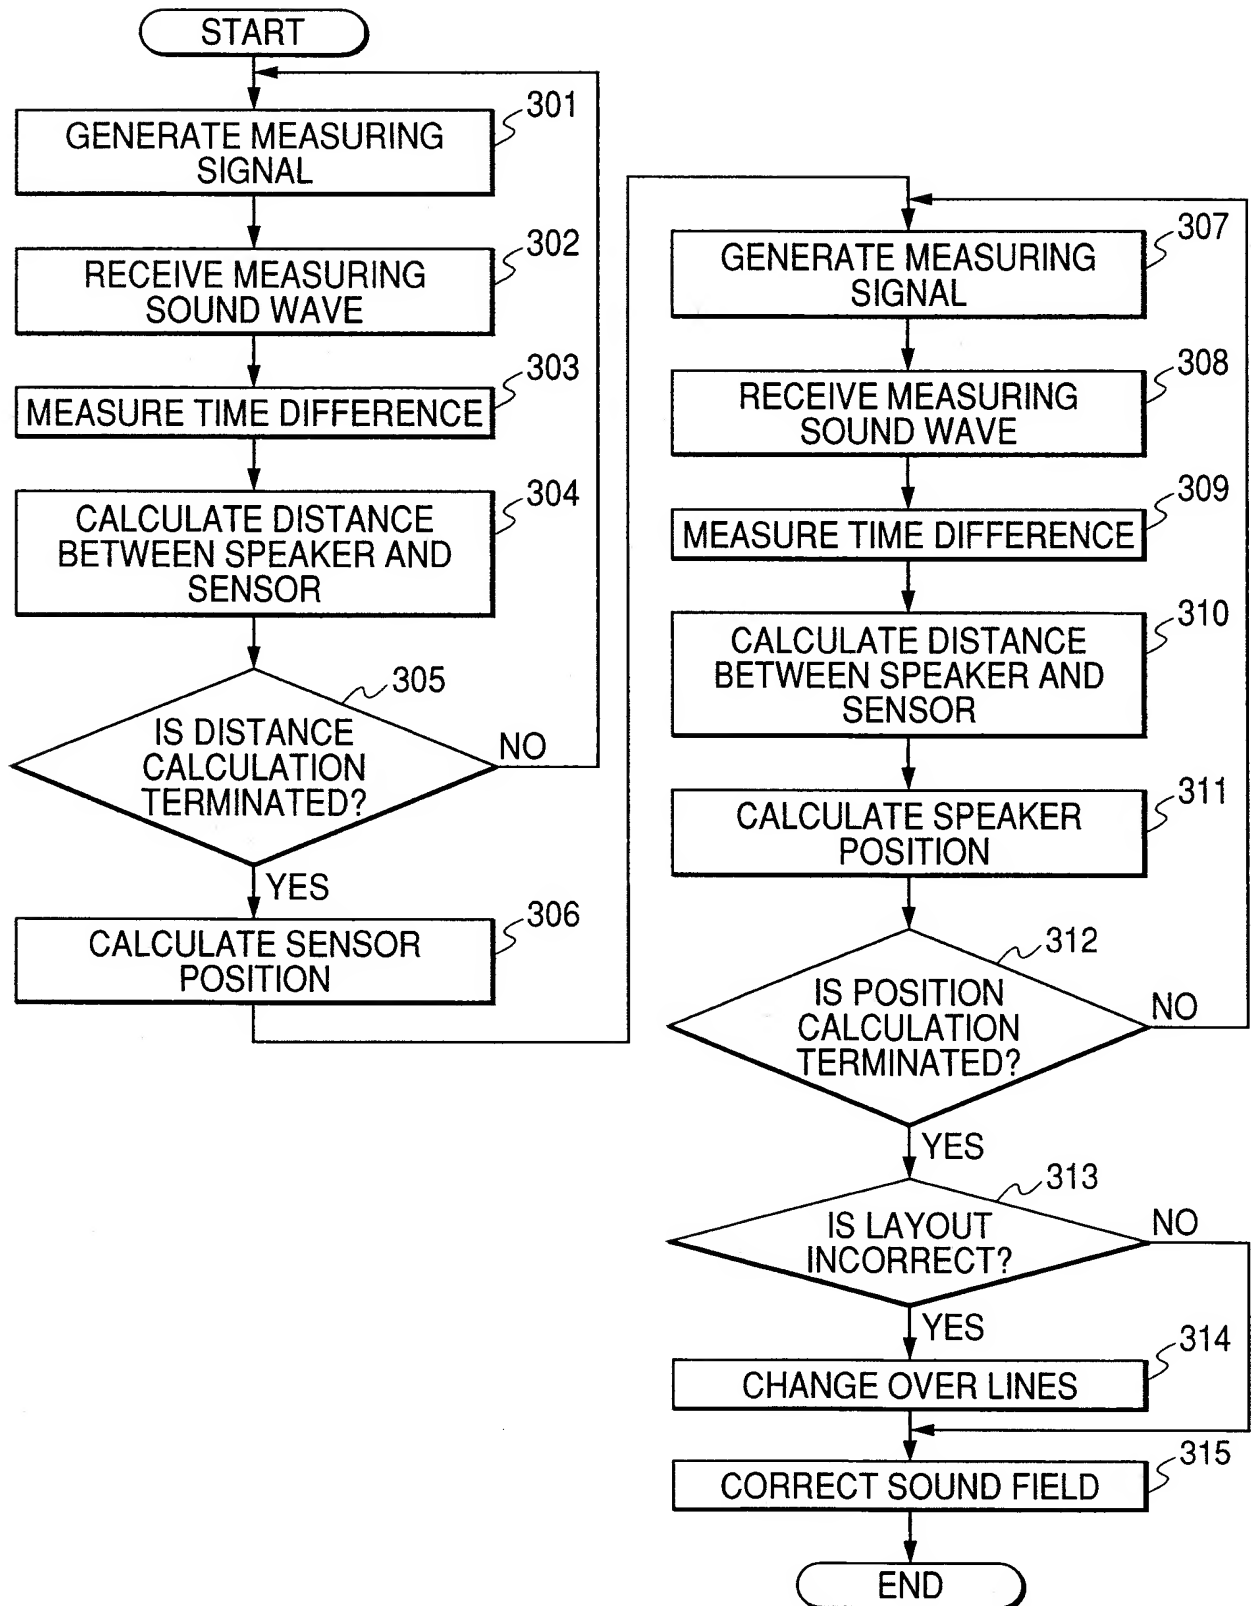 START
301
GENERATE MEASURING
SIGNAL
302
RECEIVE MEASURING
SOUND WAVE
303
MEASURE TIME DIFFERENCE
304
CALCULATE DISTANCE
BETWEEN SPEAKER AND
SENSOR
305
IS DISTANCE
CALCULATION
TERMINATED?
NO
YES
306
CALCULATE SENSOR
POSITION
307
GENERATE MEASURING
SIGNAL
308
RECEIVE MEASURING
SOUND WAVE
309
MEASURE TIME DIFFERENCE
310
CALCULATE DISTANCE
BETWEEN SPEAKER AND
SENSOR
311
CALCULATE SPEAKER
POSITION
312
IS POSITION
CALCULATION
TERMINATED?
NO
YES
313
IS LAYOUT
INCORRECT?
NO
YES
314
CHANGE OVER LINES
315
CORRECT SOUND FIELD
END